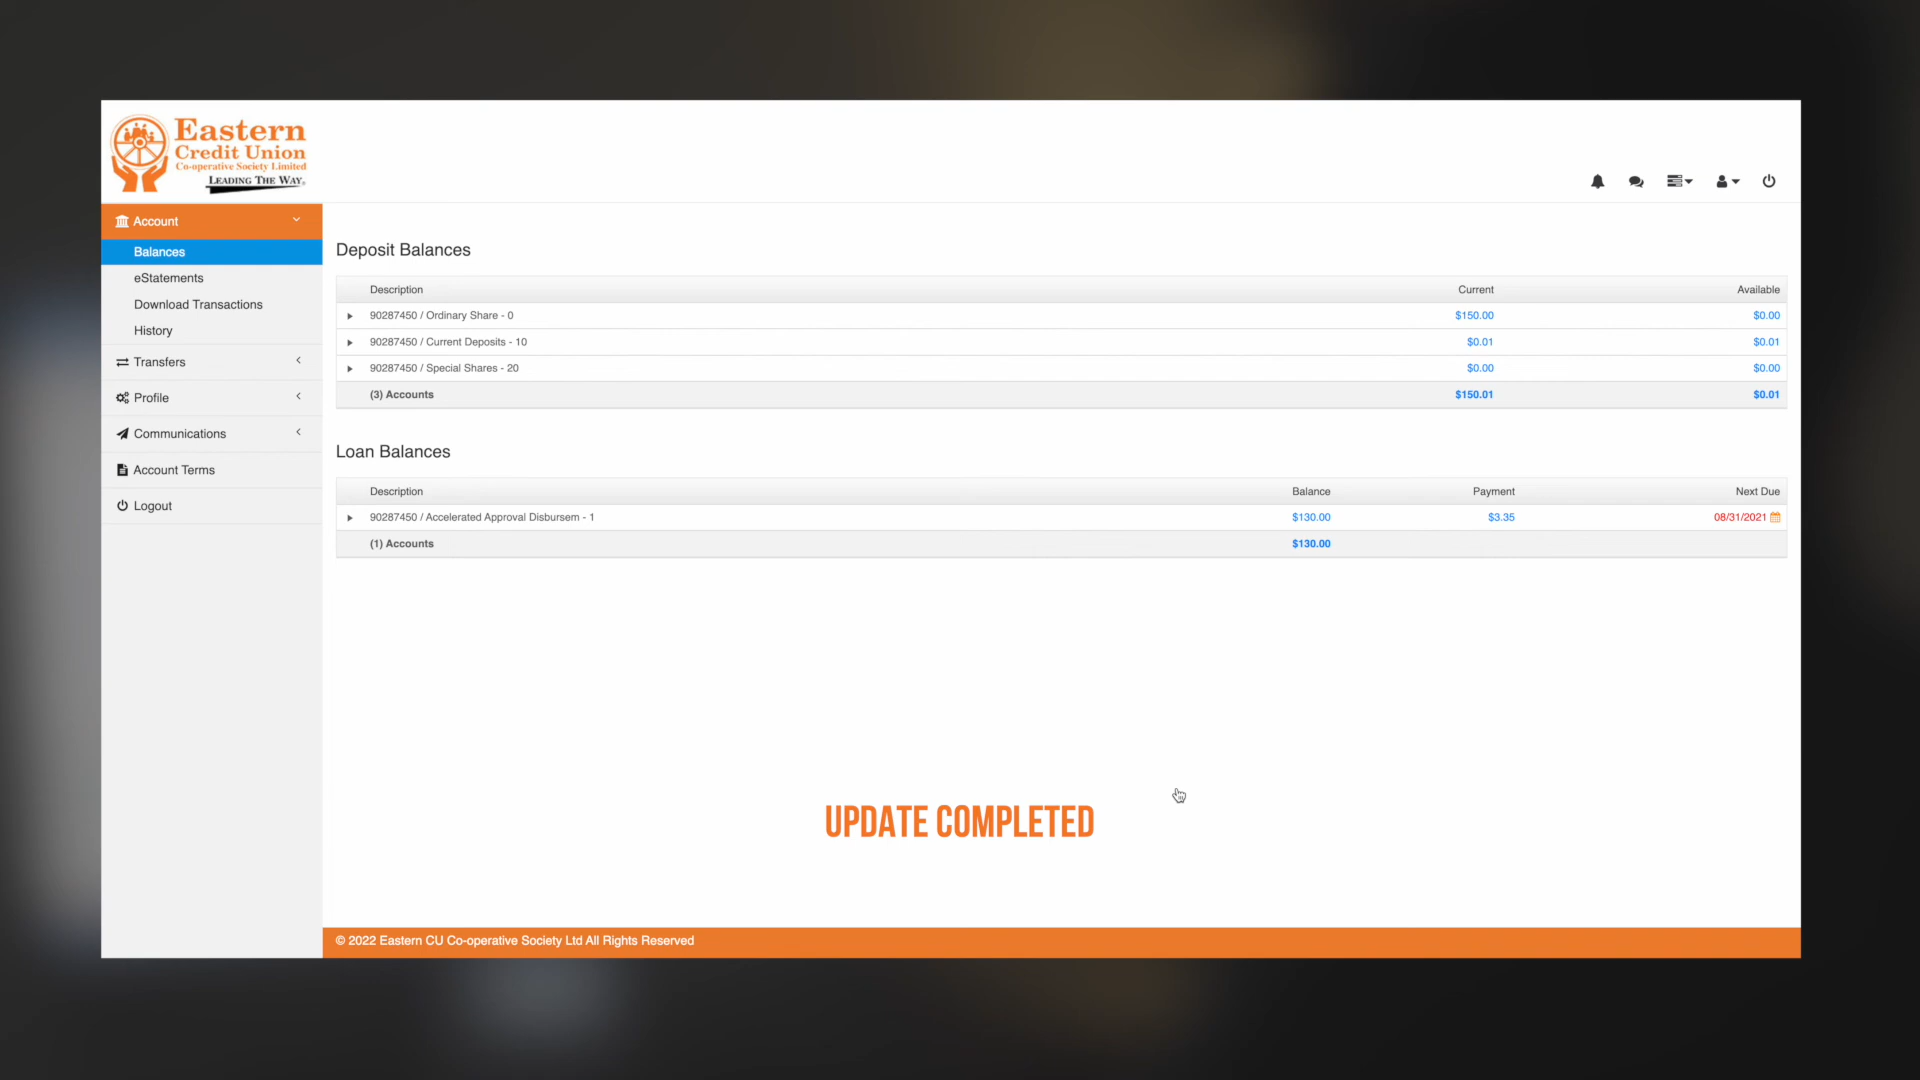 Eastern
Credit Union
Co-operative Society Limited
LEADING THE WAY.
Account
Balances
eStatements
Download Transactions
History
Transfers
Profile
Communications
Account Terms
Logout
Deposit Balances
Description Current Available
90287450 / Ordinary Share - 0 $150.00 $0.00
90287450 / Current Deposits - 10 $0.01 $0.01
90287450 / Special Shares - 20 $0.00 $0.00
(3) Accounts $150.01 $0.01
Loan Balances
Description Balance Payment Next Due
90287450 / Accelerated Approval Disbursem - 1 $130.00 $3.35 08/31/2021
(1) Accounts $130.00
UPDATE COMPLETED
© 2022 Eastern CU Co-operative Society Ltd All Rights Reserved